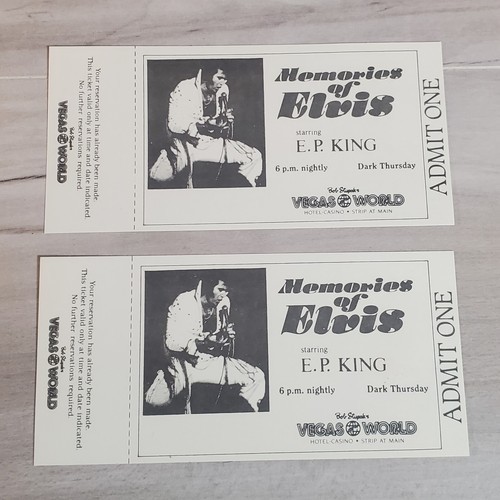 Your reservation has already been made.
This ticket valid only at time and date indicated.
No further reservations required.
Bob Stupak's
VEGAS WORLD
Memories
of
Elvis
starring
E.P. KING
6 p.m. nightly Dark Thursday
Bob Stupak's
VEGAS WORLD
HOTEL CASINO • STRIP AT MAIN
ADMIT ONE
Your reservation has already been made.
This ticket valid only at time and date indicated.
No further reservations required.
Bob Stupak's
VEGAS WORLD
Memories
of
Elvis
starring
E.P. KING
6 p.m. nightly Dark Thursday
Bob Stupak's
VEGAS WORLD
HOTEL CASINO • STRIP AT MAIN
ADMIT ONE